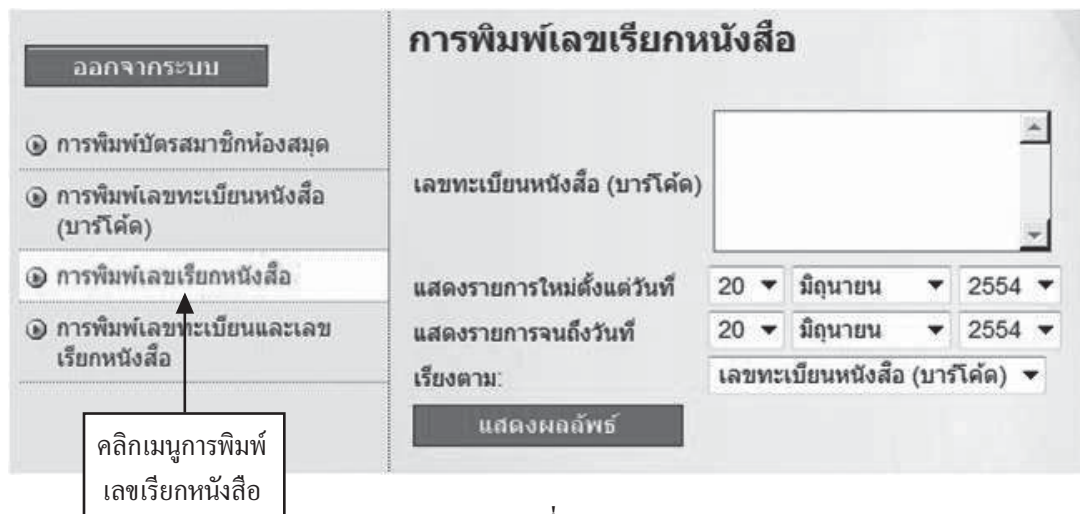 ออกจากระบบ
การพิมพ์บัตรสมาชิกห้องสมุด
การพิมพ์เลขทะเบียนหนังสือ
(บาร์โค้ด)
การพิมพ์เลขเรียกหนังสือ
การพิมพ์เลขทะเบียนและเลข
เรียกหนังสือ
คลิกเมนูการพิมพ์
เลขเรียกหนังสือ
การพิมพ์เลขเรียกหนังสือ
เลขทะเบียนหนังสือ (บาร์โค้ด)
แสดงรายการใหม่ตั้งแต่วันที่ 20 มิถุนายน 2554
แสดงรายการจนถึงวันที่ 20 มิถุนายน 2554
เรียงตาม: เลขทะเบียนหนังสือ (บาร์โค้ด)
แสดงผลลัพธ์